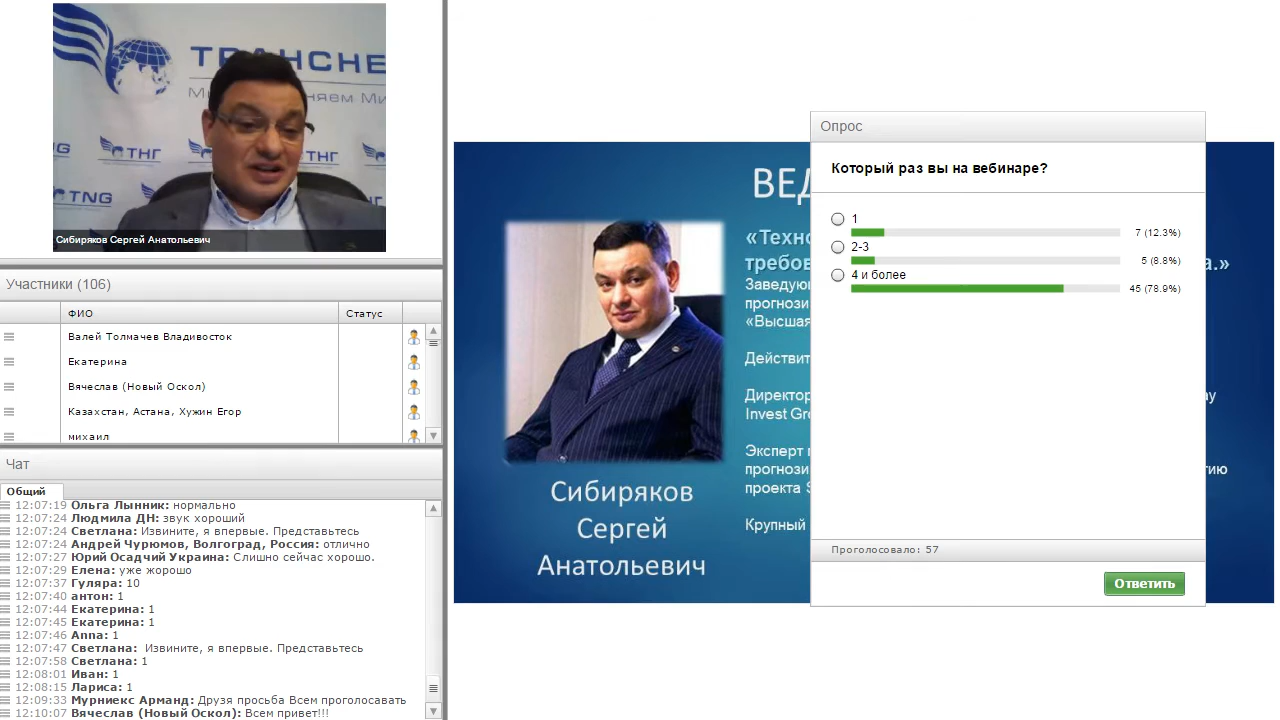 ТРАНСНЕ
ТНГ
ТНГ
TNG
TNG
Сибиряков Сергей Анатольевич
Участники (106)
ФИО
Статус
Валей Толмачев Владивосток
Екатерина
Вячеслав (Новый Оскол)
Казахстан, Астана, Хужин Егор
михаил
Чат
Общий
12:07:19 Ольга Лынник: нормально
12:07:24 Людмила ДН: звук хороший
12:07:24 Светлана: Извините, я впервые. Представьтесь
12:07:24 Андрей Чурюмов, Волгоград, Россия: отлично
12:07:27 Юрий Осадчий Украина: Слишно сейчас хорошо.
12:07:29 Елена: уже жорошо
12:07:37 Гуляра: 10
12:07:40 антон: 1
12:07:44 Екатерина: 1
12:07:45 Екатерина: 1
12:07:46 Anna: 1
12:07:47 Светлана: Извините, я впервые. Представьтесь
12:07:58 Светлана: 1
12:08:01 Иван: 1
12:08:15 Лариса: 1
12:09:33 Мурниекс Арманд: Друзя просьба Всем проголосавать
12:10:07 Вячеслав (Новый Оскол): Всем привет!!!
ВЕД
«Техно
требов а.»
Заведую
прогнози
«Высшая
Действит
Директор ay
Invest Gro
Эксперт
прогнози гию
проекта S
Крупный
Сибиряков
Сергей
Анатольевич
Опрос
Который раз вы на вебинаре?
1
7 (12.3%)
2-3
5 (8.8%)
4 и более
45 (78.9%)
Проголосовало: 57
Ответить